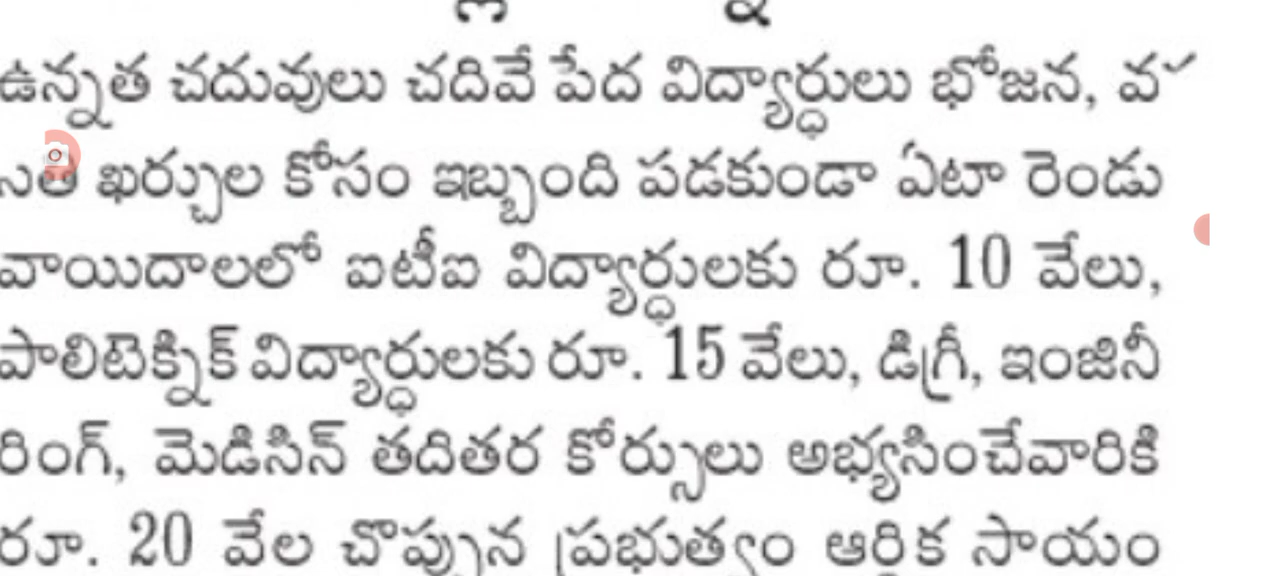 ఉన్నత చదువులు చదివే పేద విద్యార్థులు భోజన, వ
సతి ఖర్చుల కోసం ఇబ్బంది పడకుండా ఏటా రెండు
వాయిదాలలో ఐటీఐ విద్యార్థులకు రూ. 10 వేలు,
పాలిటెక్నిక్ విద్యార్థులకు రూ. 15 వేలు, డిగ్రీ, ఇంజినీ
రింగ్, మెడిసిన్ తదితర కోర్సులు అభ్యసించేవారికి
రూ. 20 వేల చొప్పున ప్రభుత్వం ఆర్థిక సాయం